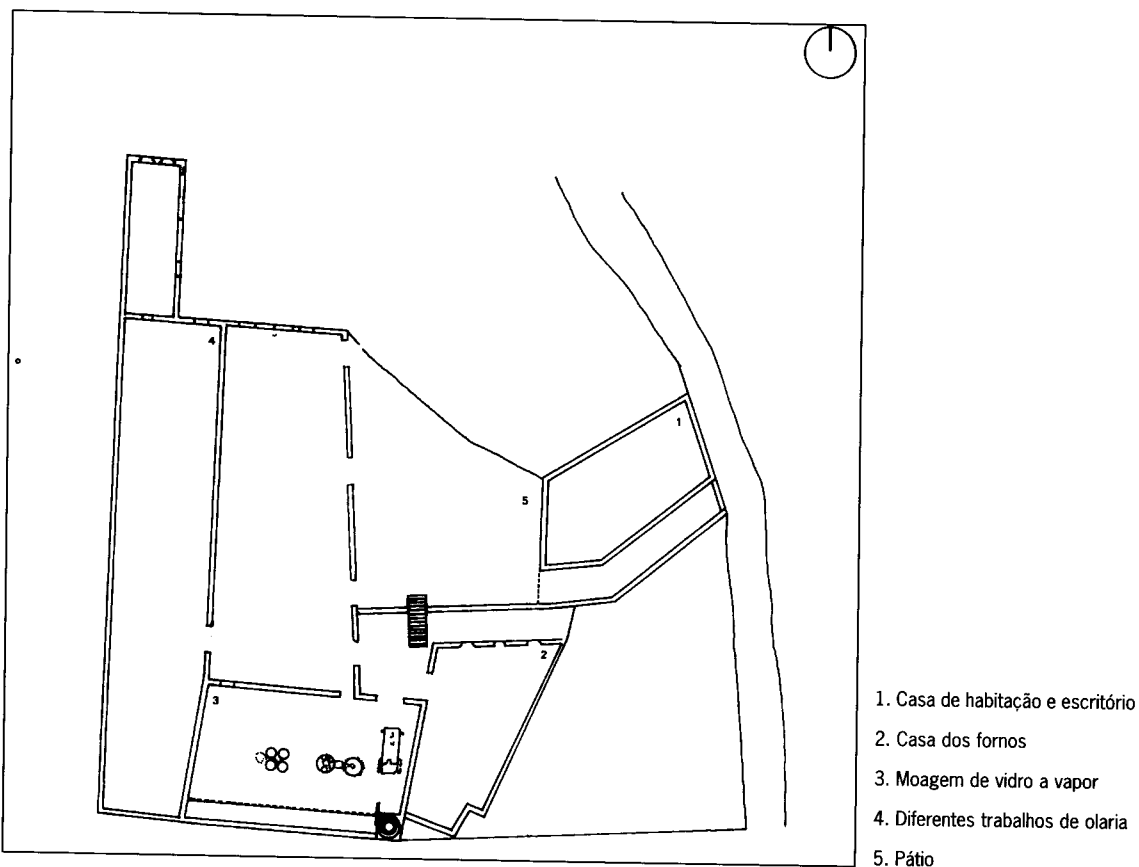 4
1
5
2
3
1. Casa de habitação e escritório
2. Casa dos fornos
3. Moagem de vidro a vapor
4. Diferentes trabalhos de olaria
5. Pátio